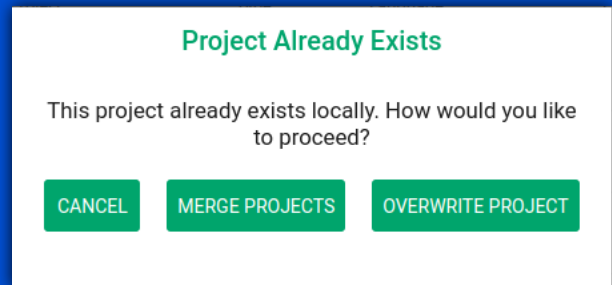 Project Already Exists
This project already exists locally. How would you like
to proceed?
CANCEL
MERGE PROJECTS
OVERWRITE PROJECT